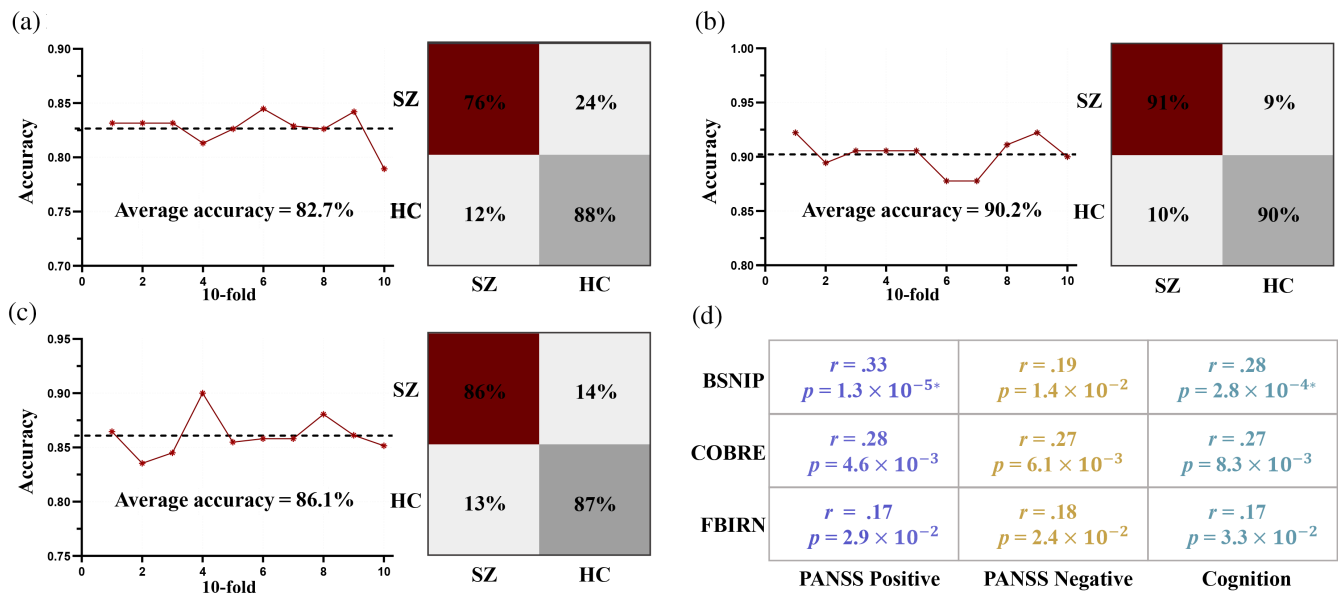 (a)
0.90
0.85
0.80
0.75
0.70
Accuracy
Average accuracy = 82.7%
0 2 4 6 8 10
10-fold
SZ 76% 24%
HC 12% 88%
SZ HC
(b)
1.00
0.95
0.90
0.85
0.80
Accuracy
Average accuracy = 90.2%
0 2 4 6 8 10
10-fold
SZ 91% 9%
HC 10% 90%
SZ HC
(c)
0.95
0.90
0.85
0.80
0.75
Accuracy
Average accuracy = 86.1%
0 2 4 6 8 10
10-fold
SZ 86% 14%
HC 13% 87%
SZ HC
(d)
BSNIP
r = .33
p = 1.3 × 10⁻⁵*
r = .19
p = 1.4 × 10⁻²
r = .28
p = 2.8 × 10⁻⁴*
COBRE
r = .28
p = 4.6 × 10⁻³
r = .27
p = 6.1 × 10⁻³
r = .27
p = 8.3 × 10⁻³
FBIRN
r = .17
p = 2.9 × 10⁻²
r = .18
p = 2.4 × 10⁻²
r = .17
p = 3.3 × 10⁻²
PANSS Positive PANSS Negative Cognition